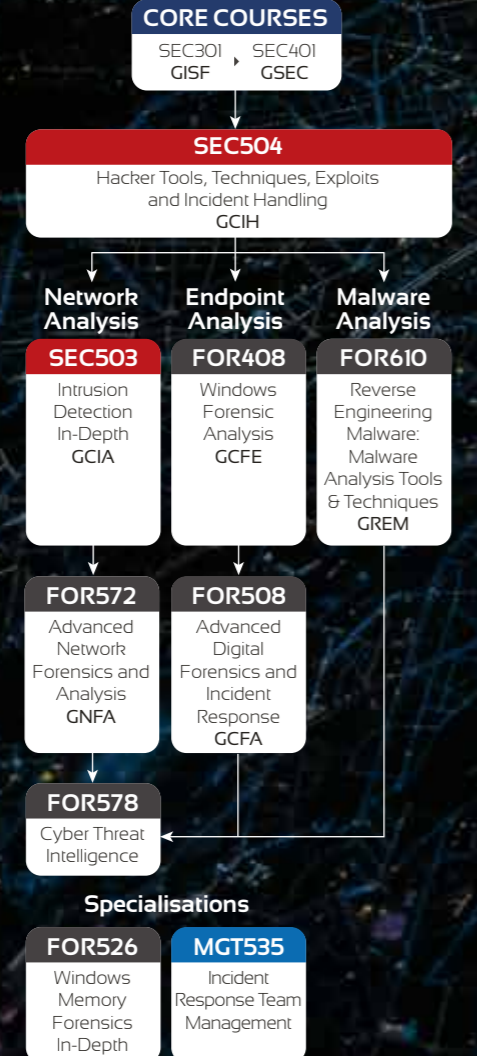 CORE COURSES
SEC301 ▸ SEC401
GISF GSEC
SEC504
Hacker Tools, Techniques, Exploits
and Incident Handling
GCIH
Network
Analysis
SEC503
Intrusion
Detection
In-Depth
GCIA
FOR572
Advanced
Network
Forensics and
Analysis
GNFA
Endpoint
Analysis
FOR408
Windows
Forensic
Analysis
GCFE
FOR508
Advanced
Digital
Forensics and
Incident
Response
GCFA
Malware
Analysis
FOR610
Reverse
Engineering
Malware:
Malware
Analysis Tools
& Techniques
GREM
FOR578
Cyber Threat
Intelligence
Specialisations
FOR526
Windows
Memory
Forensics
In-Depth
MGT535
Incident
Response Team
Management